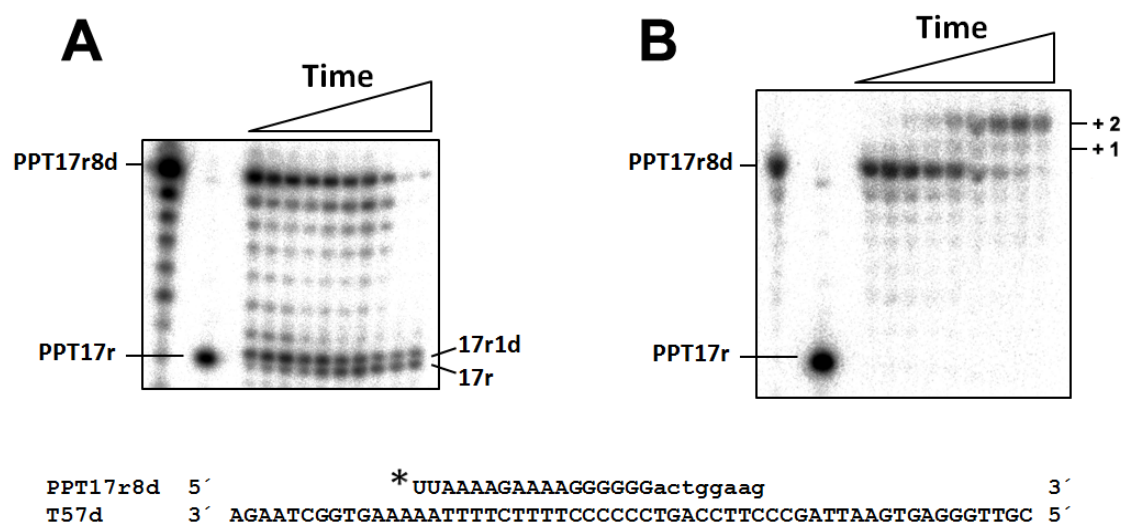 A
B
Time
Time
PPT17r8d
PPT17r
17r1d
17r
PPT17r8d
PPT17r
+ 2
+ 1
PPT17r8d 5´ *UUAAAAGAAAAGGGGGGactggaag 3´
T57d 3´ AGAATCGGTGAAAAATTTTCTTTTCCCCCCTGACCTTCCCGATTAAGTGAGGGTTGC 5´